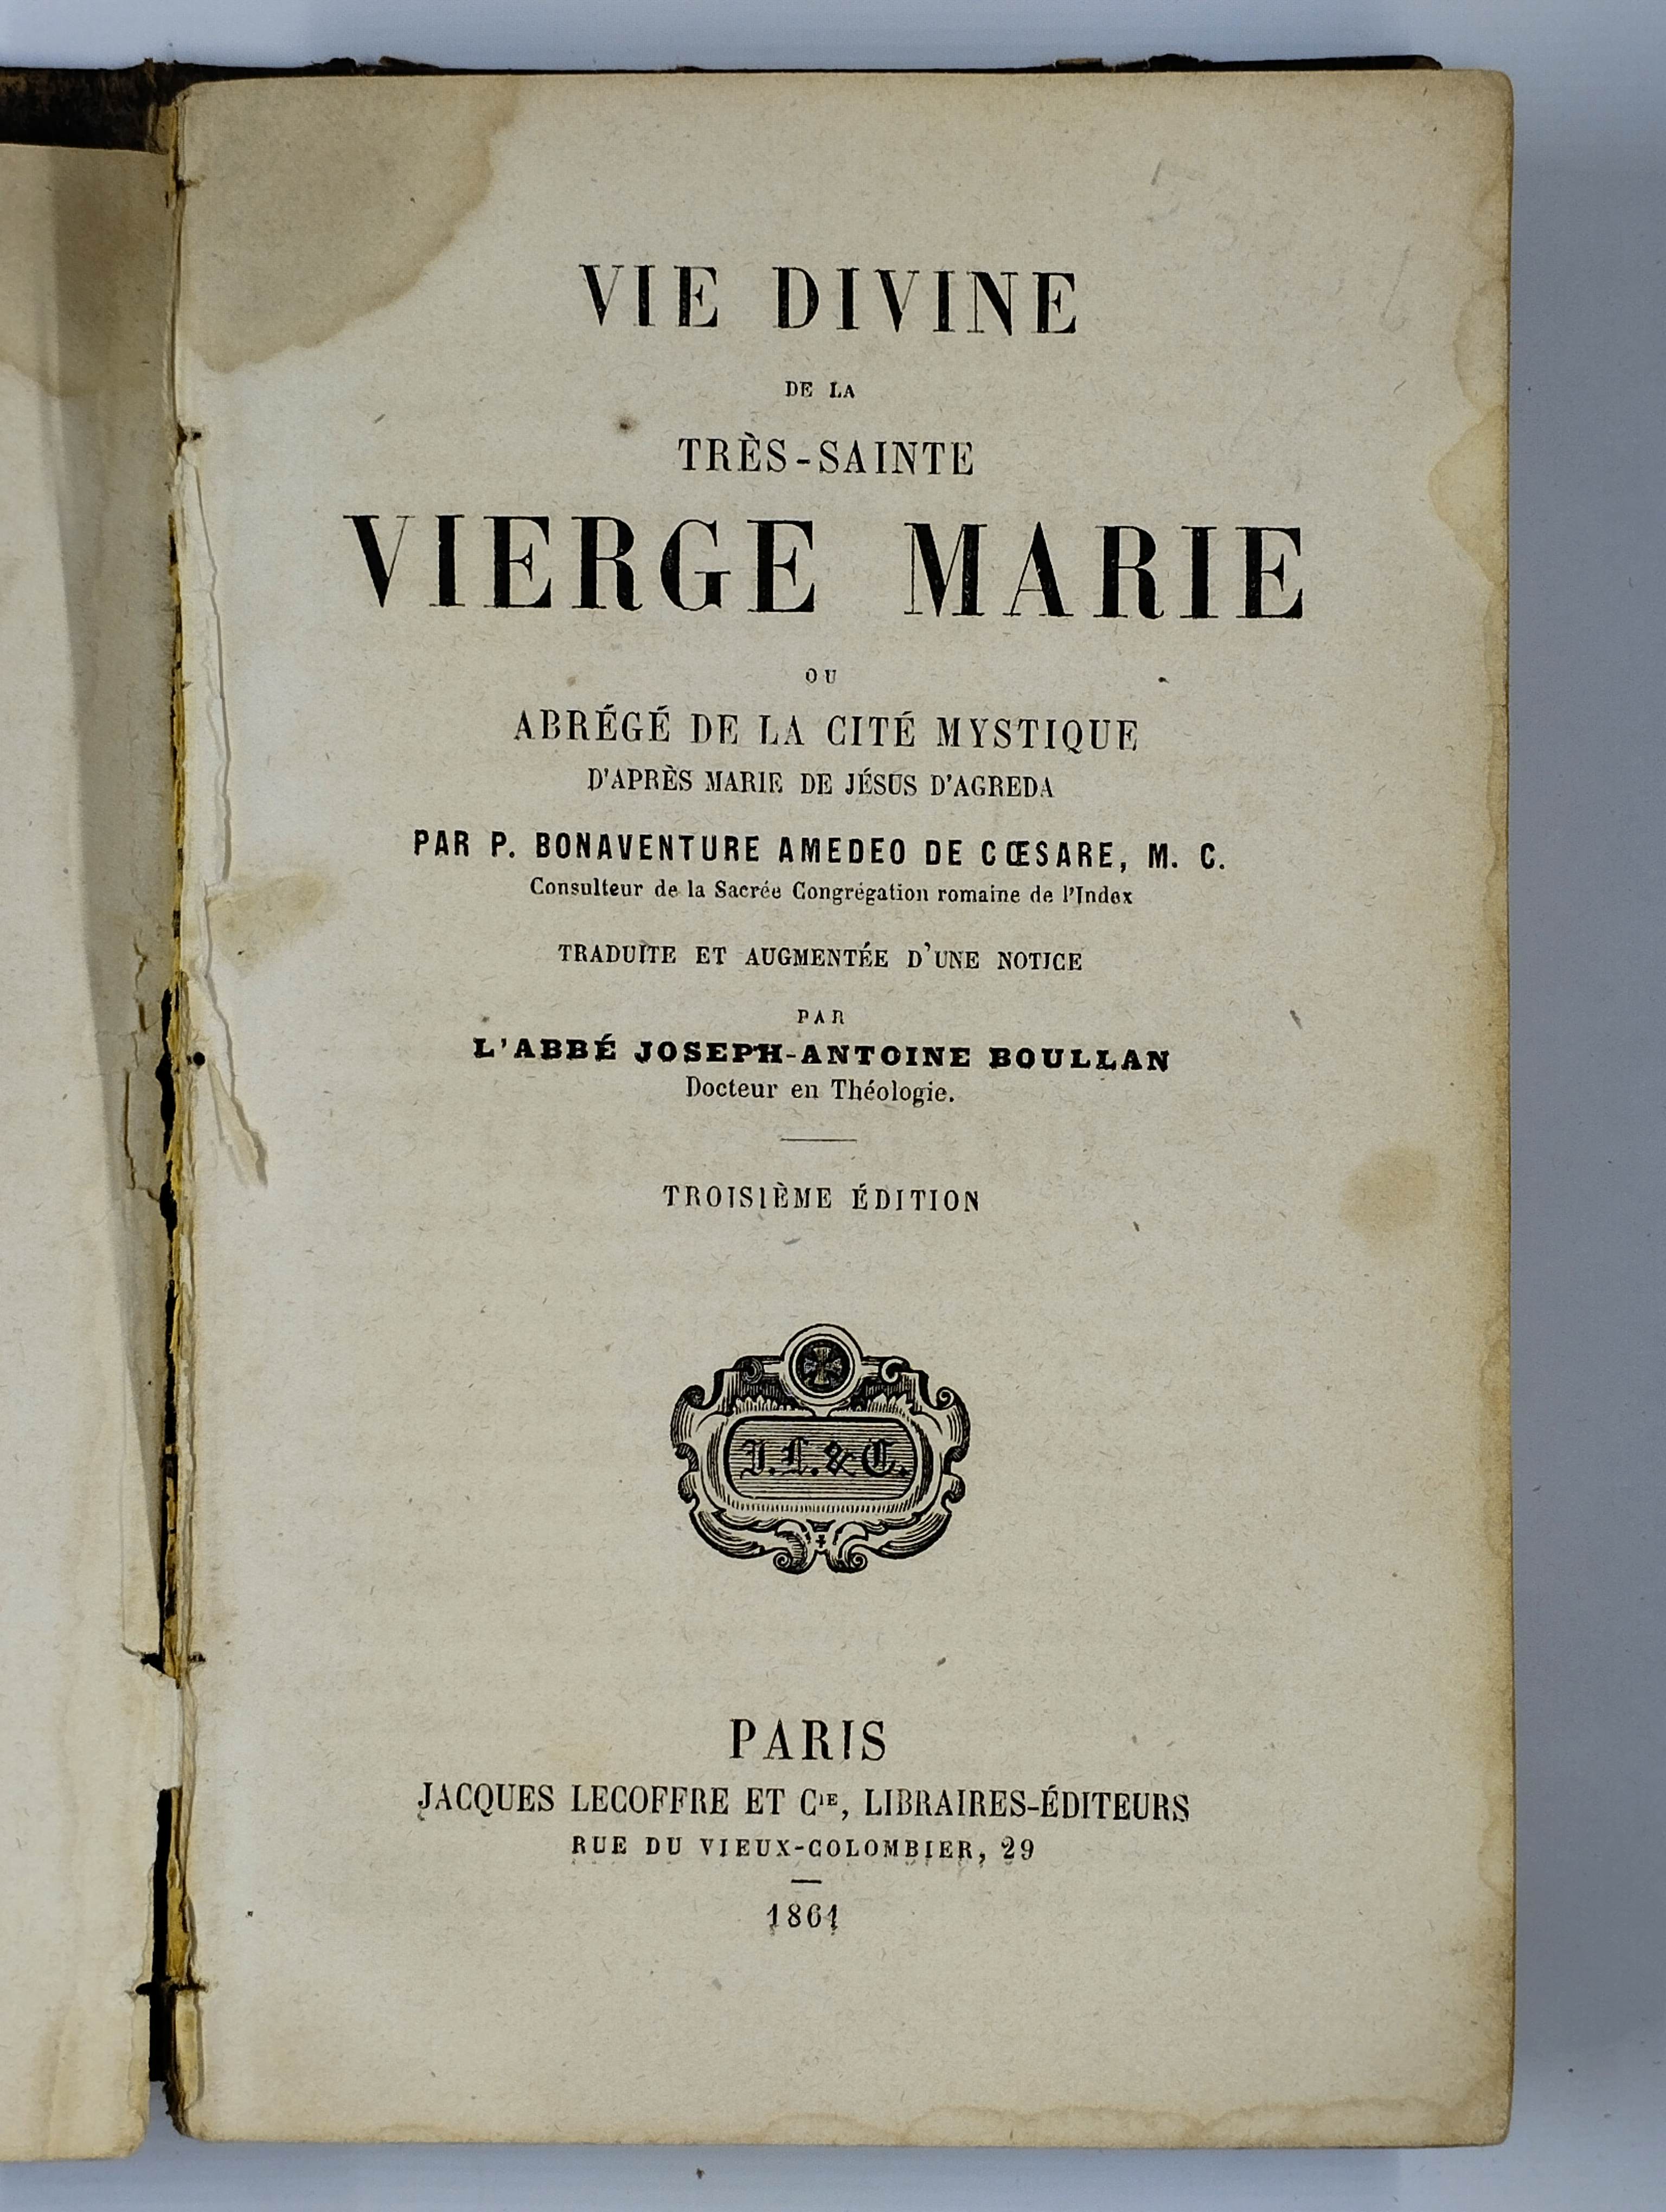 VIE DIVINE
DE LA
TRÈS-SAINTE
VIERGE MARIE
OU
ABRÉGÉ DE LA CITÉ MYSTIQUE
D'APRÈS MARIE DE JÉSUS D'AGREDA
PAR P. BONAVENTURE AMEDEO DE CŒSARE, M. C.
Consulteur de la Sacrée Congrégation romaine de l'Index
TRADUITE ET AUGMENTÉE D'UNE NOTICE
PAR
L'ABBÉ JOSEPH-ANTOINE BOULLAN
Docteur en Théologie.
TROISIÈME ÉDITION
J.L.&C.
PARIS
JACQUES LECOFFRE ET Cᴵᴱ, LIBRAIRES-ÉDITEURS
RUE DU VIEUX-COLOMBIER, 29
1861